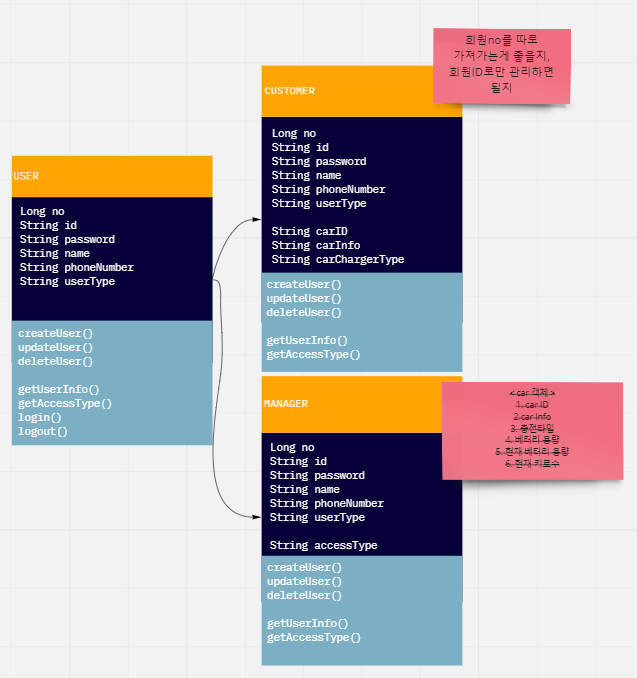 회원no를 따로
가져가는게 좋을지,
회원ID로만 관리하면
될지
CUSTOMER
Long no
String id
String password
String name
String phoneNumber
String userType
String carID
String carInfo
String carChargerType
createUser()
updateUser()
deleteUser()
getUserInfo()
getAccessType()
USER
Long no
String id
String password
String name
String phoneNumber
String userType
createUser()
updateUser()
deleteUser()
getUserInfo()
getAccessType()
login()
logout()
MANAGER
Long no
String id
String password
String name
String phoneNumber
String userType
String accessType
createUser()
updateUser()
deleteUser()
getUserInfo()
getAccessType()
< car 객체 >
1. car ID
2.car Info
3. 충전타입
4. 베터리 용량
5. 현재 베터리 용량
6. 현재 키로수